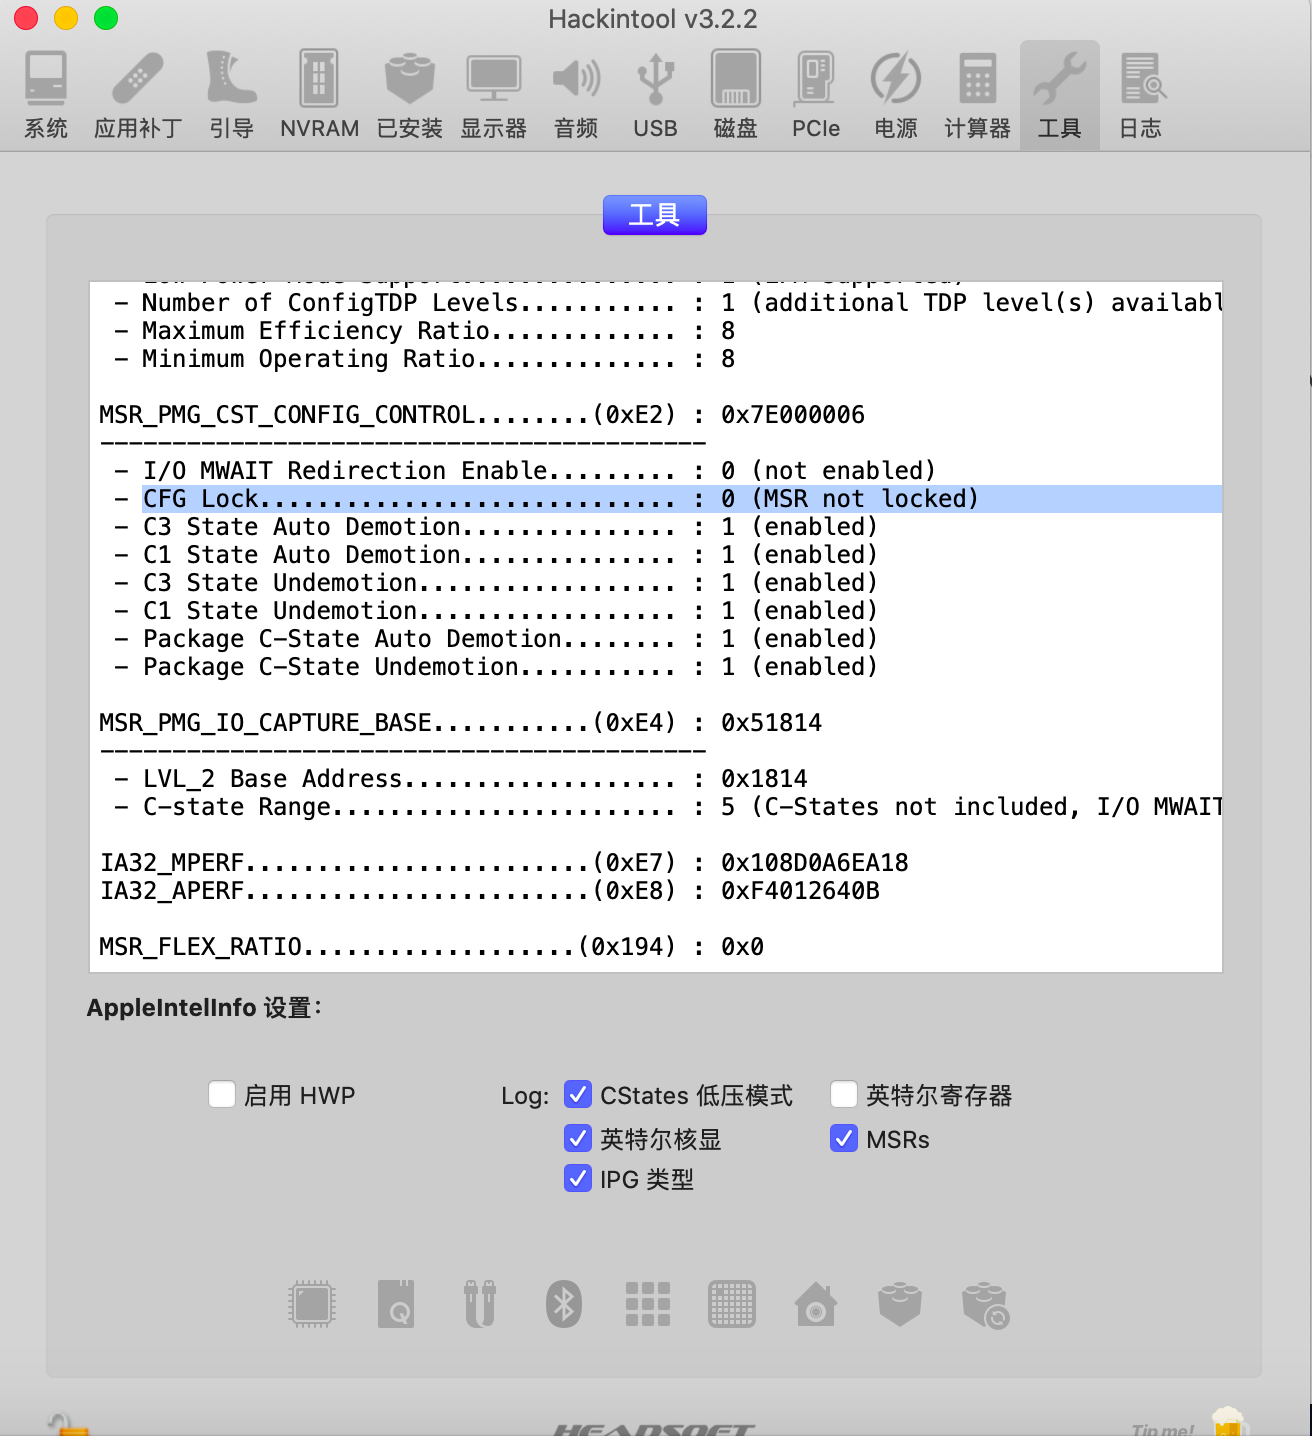 Hackintool v3.2.2
系统 应用补丁 引导 NVRAM 已安装 显示器 音频 USB 磁盘 PCIe 电源 计算器 工具 日志
工具
- Number of ConfigTDP Levels........... : 1 (additional TDP level(s) availabl
- Maximum Efficiency Ratio............. : 8
- Minimum Operating Ratio.............. : 8
MSR_PMG_CST_CONFIG_CONTROL........(0xE2) : 0x7E000006
------------------------------------------
- I/O MWAIT Redirection Enable......... : 0 (not enabled)
- CFG Lock............................. : 0 (MSR not locked)
- C3 State Auto Demotion............... : 1 (enabled)
- C1 State Auto Demotion............... : 1 (enabled)
- C3 State Undemotion.................. : 1 (enabled)
- C1 State Undemotion.................. : 1 (enabled)
- Package C-State Auto Demotion........ : 1 (enabled)
- Package C-State Undemotion........... : 1 (enabled)
MSR_PMG_IO_CAPTURE_BASE...........(0xE4) : 0x51814
------------------------------------------
- LVL_2 Base Address................... : 0x1814
- C-state Range........................ : 5 (C-States not included, I/O MWAIT
IA32_MPERF........................(0xE7) : 0x108D0A6EA18
IA32_APERF........................(0xE8) : 0xF4012640B
MSR_FLEX_RATIO...................(0x194) : 0x0
AppleIntelInfo 设置：
启用 HWP Log: CStates 低压模式 英特尔寄存器
英特尔核显 MSRs
IPG 类型
HEADSOFT Tip me!